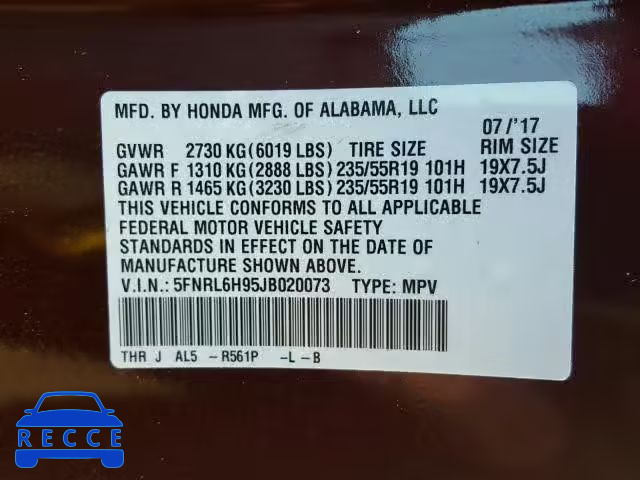 MFD. BY HONDA MFG. OF ALABAMA, LLC
07/'17
GVWR 2730 KG(6019 LBS) TIRE SIZE RIM SIZE
GAWR F 1310 KG(2888 LBS) 235/55R19 101H 19X7.5J
GAWR R 1465 KG(3230 LBS) 235/55R19 101H 19X7.5J
THIS VEHICLE CONFORMS TO ALL APPLICABLE
FEDERAL MOTOR VEHICLE SAFETY
STANDARDS IN EFFECT ON THE DATE OF
MANUFACTURE SHOWN ABOVE.
V.I.N.: 5FNRL6H95JB020073 TYPE: MPV
THR J AL5 -R561P -L-B
RECCE